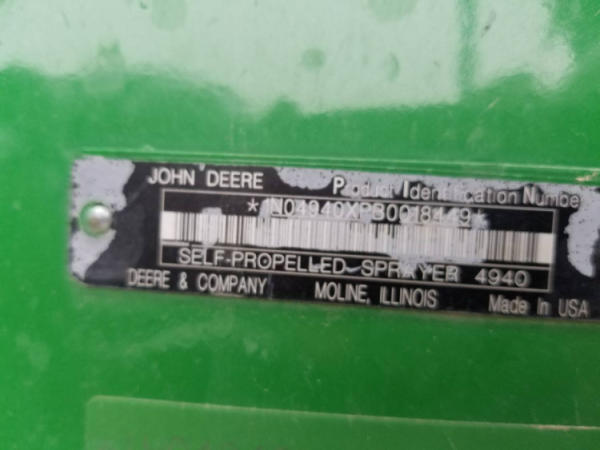 JOHN DEERE Product Identification Number
*N04940XPB0018449*
SELF-PROPELLED SPRAYER 4940
DEERE & COMPANY MOLINE, ILLINOIS Made In USA